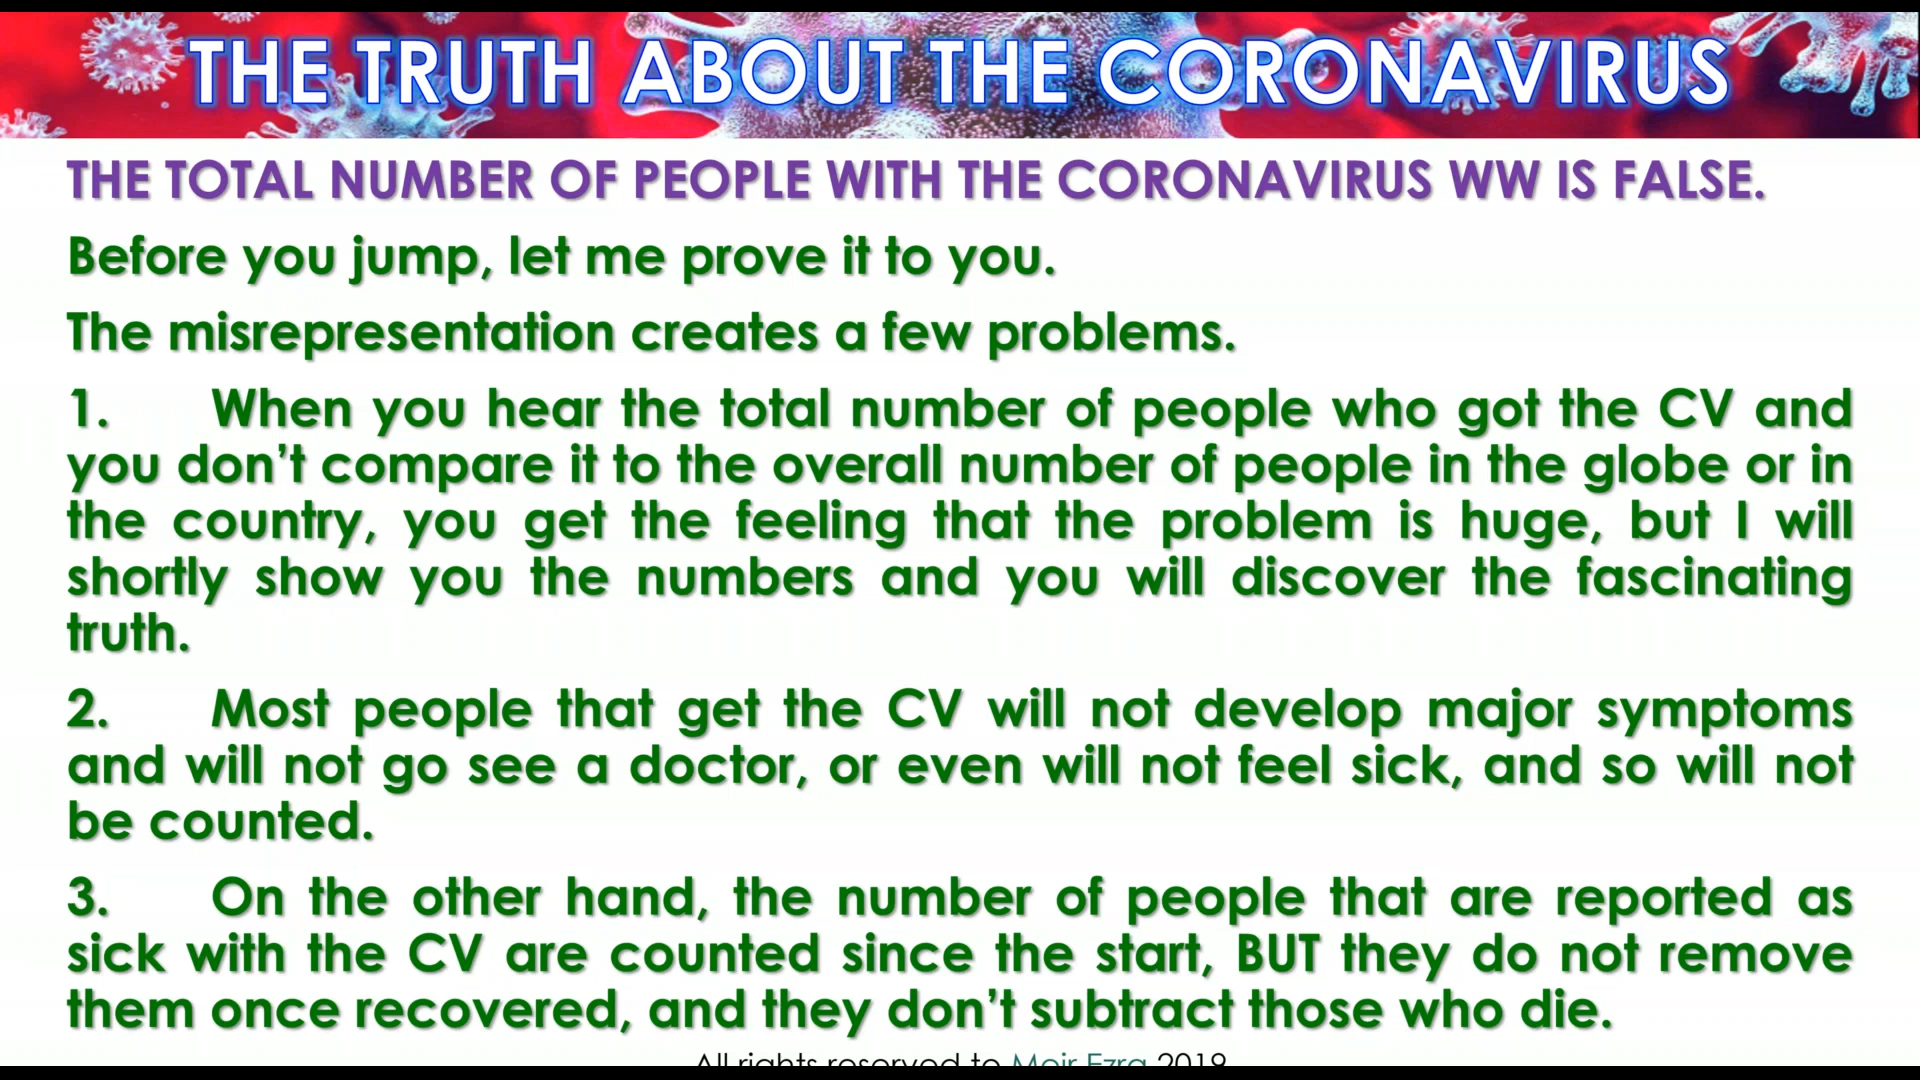 THE TRUTH ABOUT THE CORONAVIRUS
THE TOTAL NUMBER OF PEOPLE WITH THE CORONAVIRUS WW IS FALSE.
Before you jump, let me prove it to you.
The misrepresentation creates a few problems.
1. When you hear the total number of people who got the CV and
you don't compare it to the overall number of people in the globe or in
the country, you get the feeling that the problem is huge, but I will
shortly show you the numbers and you will discover the fascinating
truth.
2. Most people that get the CV will not develop major symptoms
and will not go see a doctor, or even will not feel sick, and so will not
be counted.
3. On the other hand, the number of people that are reported as
sick with the CV are counted since the start, BUT they do not remove
them once recovered, and they don't subtract those who die.
All rights reserved to Meir Ezra 2019